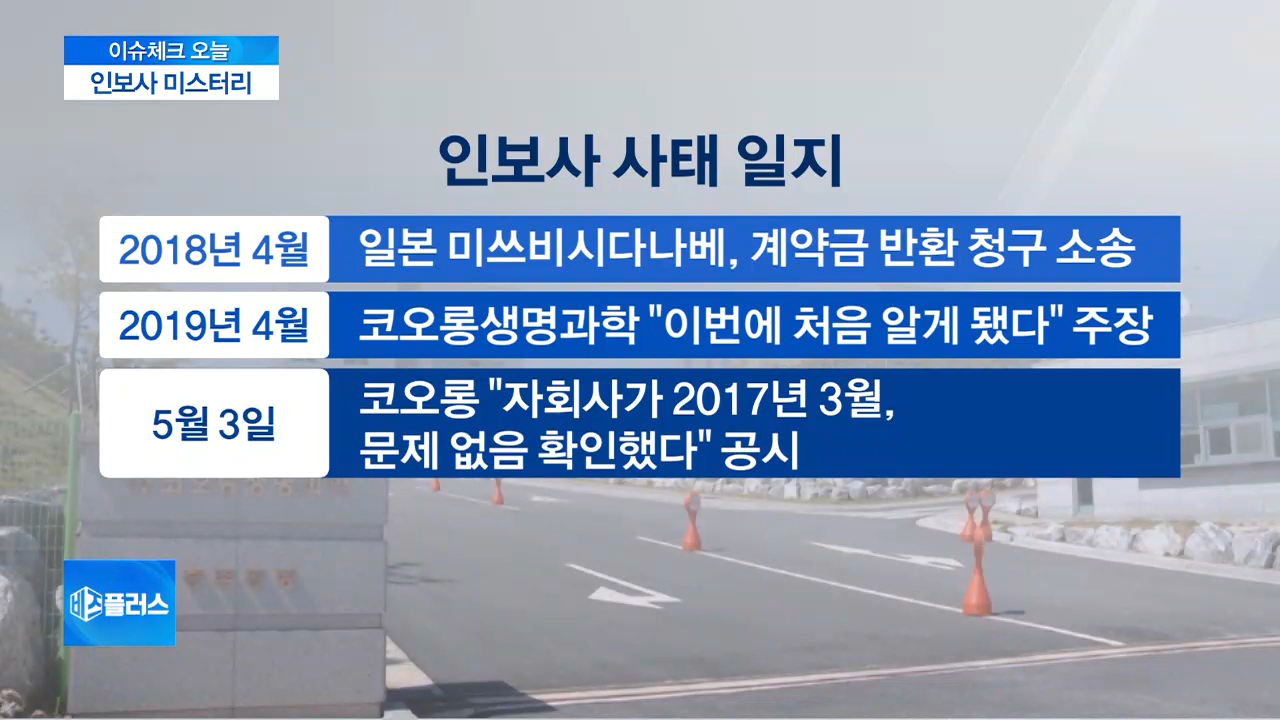 이슈체크 오늘
인보사 미스터리
인보사 사태 일지
2018년 4월
일본 미쓰비시다나베, 계약금 반환 청구 소송
2019년 4월
코오롱생명과학 "이번에 처음 알게 됐다" 주장
5월 3일
코오롱 "자회사가 2017년 3월,
문제 없음 확인했다" 공시
비즈플러스